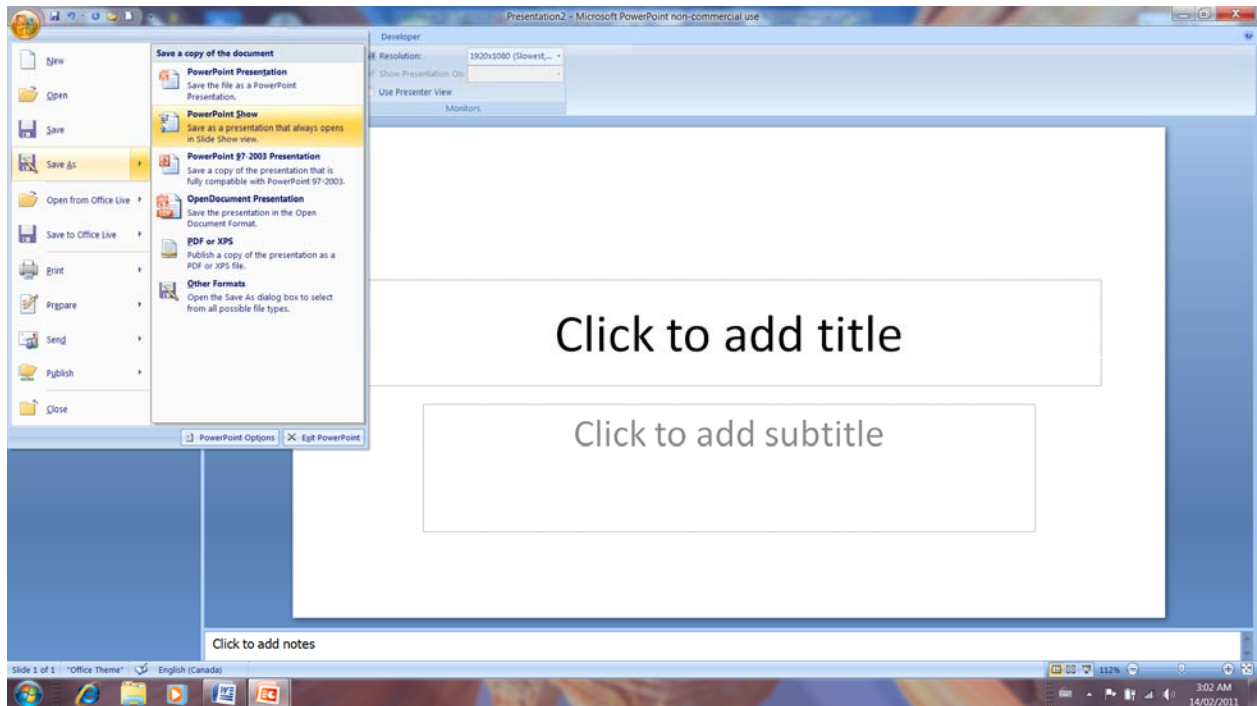 Presentation2 - Microsoft PowerPoint non-commercial use
Developer
New
Open
Save
Save As
Open from Office Live
Save to Office Live
Print
Prepare
Send
Publish
Close
Save a copy of the document
PowerPoint Presentation
Save the file as a PowerPoint
Presentation.
PowerPoint Show
Save as a presentation that always opens
in Slide Show view.
PowerPoint 97-2003 Presentation
Save a copy of the presentation that is
fully compatible with PowerPoint 97-2003.
OpenDocument Presentation
Save the presentation in the Open
Document Format.
PDF or XPS
Publish a copy of the presentation as a
PDF or XPS file.
Other Formats
Open the Save As dialog box to select
from all possible file types.
PowerPoint Options
Exit PowerPoint
Resolution:
1920x1080 (Slowest,...
Show Presentation On:
Use Presenter View
Monitors
Click to add title
Click to add subtitle
Click to add notes
Slide 1 of 1
"Office Theme"
English (Canada)
112%
3:02 AM
14/02/2011